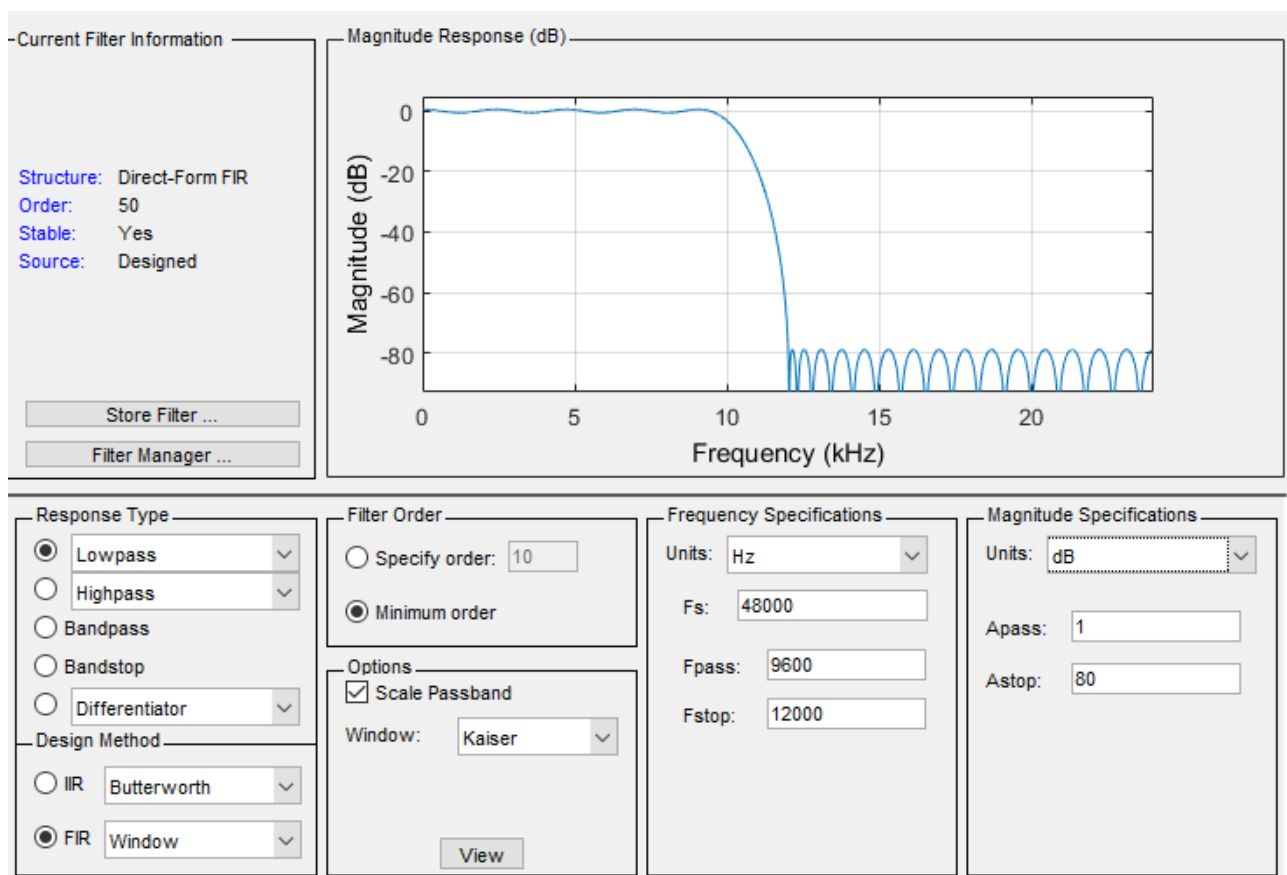 Current Filter Information
Structure: Direct-Form FIR
Order: 50
Stable: Yes
Source: Designed
Store Filter ...
Filter Manager ...
Magnitude Response (dB)
Magnitude (dB)
0
-20
-40
-60
-80
0 5 10 15 20
Frequency (kHz)
Response Type
Lowpass
Highpass
Bandpass
Bandstop
Differentiator
Design Method
IIR Butterworth
FIR Window
Filter Order
Specify order: 10
Minimum order
Options
Scale Passband
Window: Kaiser
View
Frequency Specifications
Units: Hz
Fs: 48000
Fpass: 9600
Fstop: 12000
Magnitude Specifications
Units: dB
Apass: 1
Astop: 80